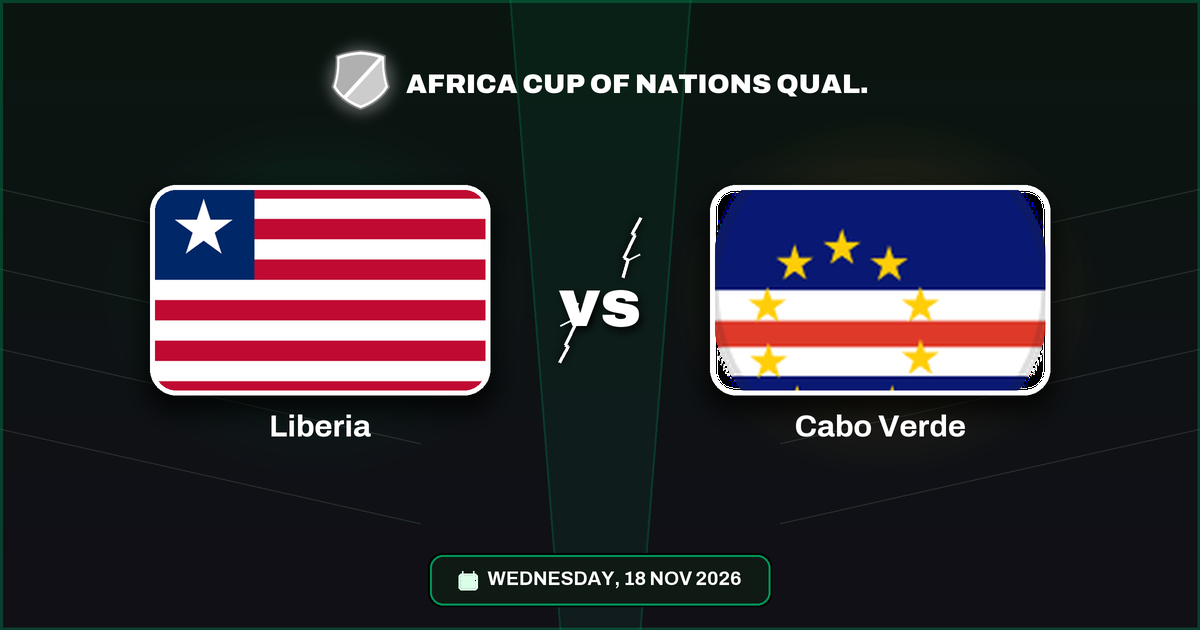 AFRICA CUP OF NATIONS QUAL.
VS
Liberia
Cabo Verde
WEDNESDAY, 18 NOV 2026